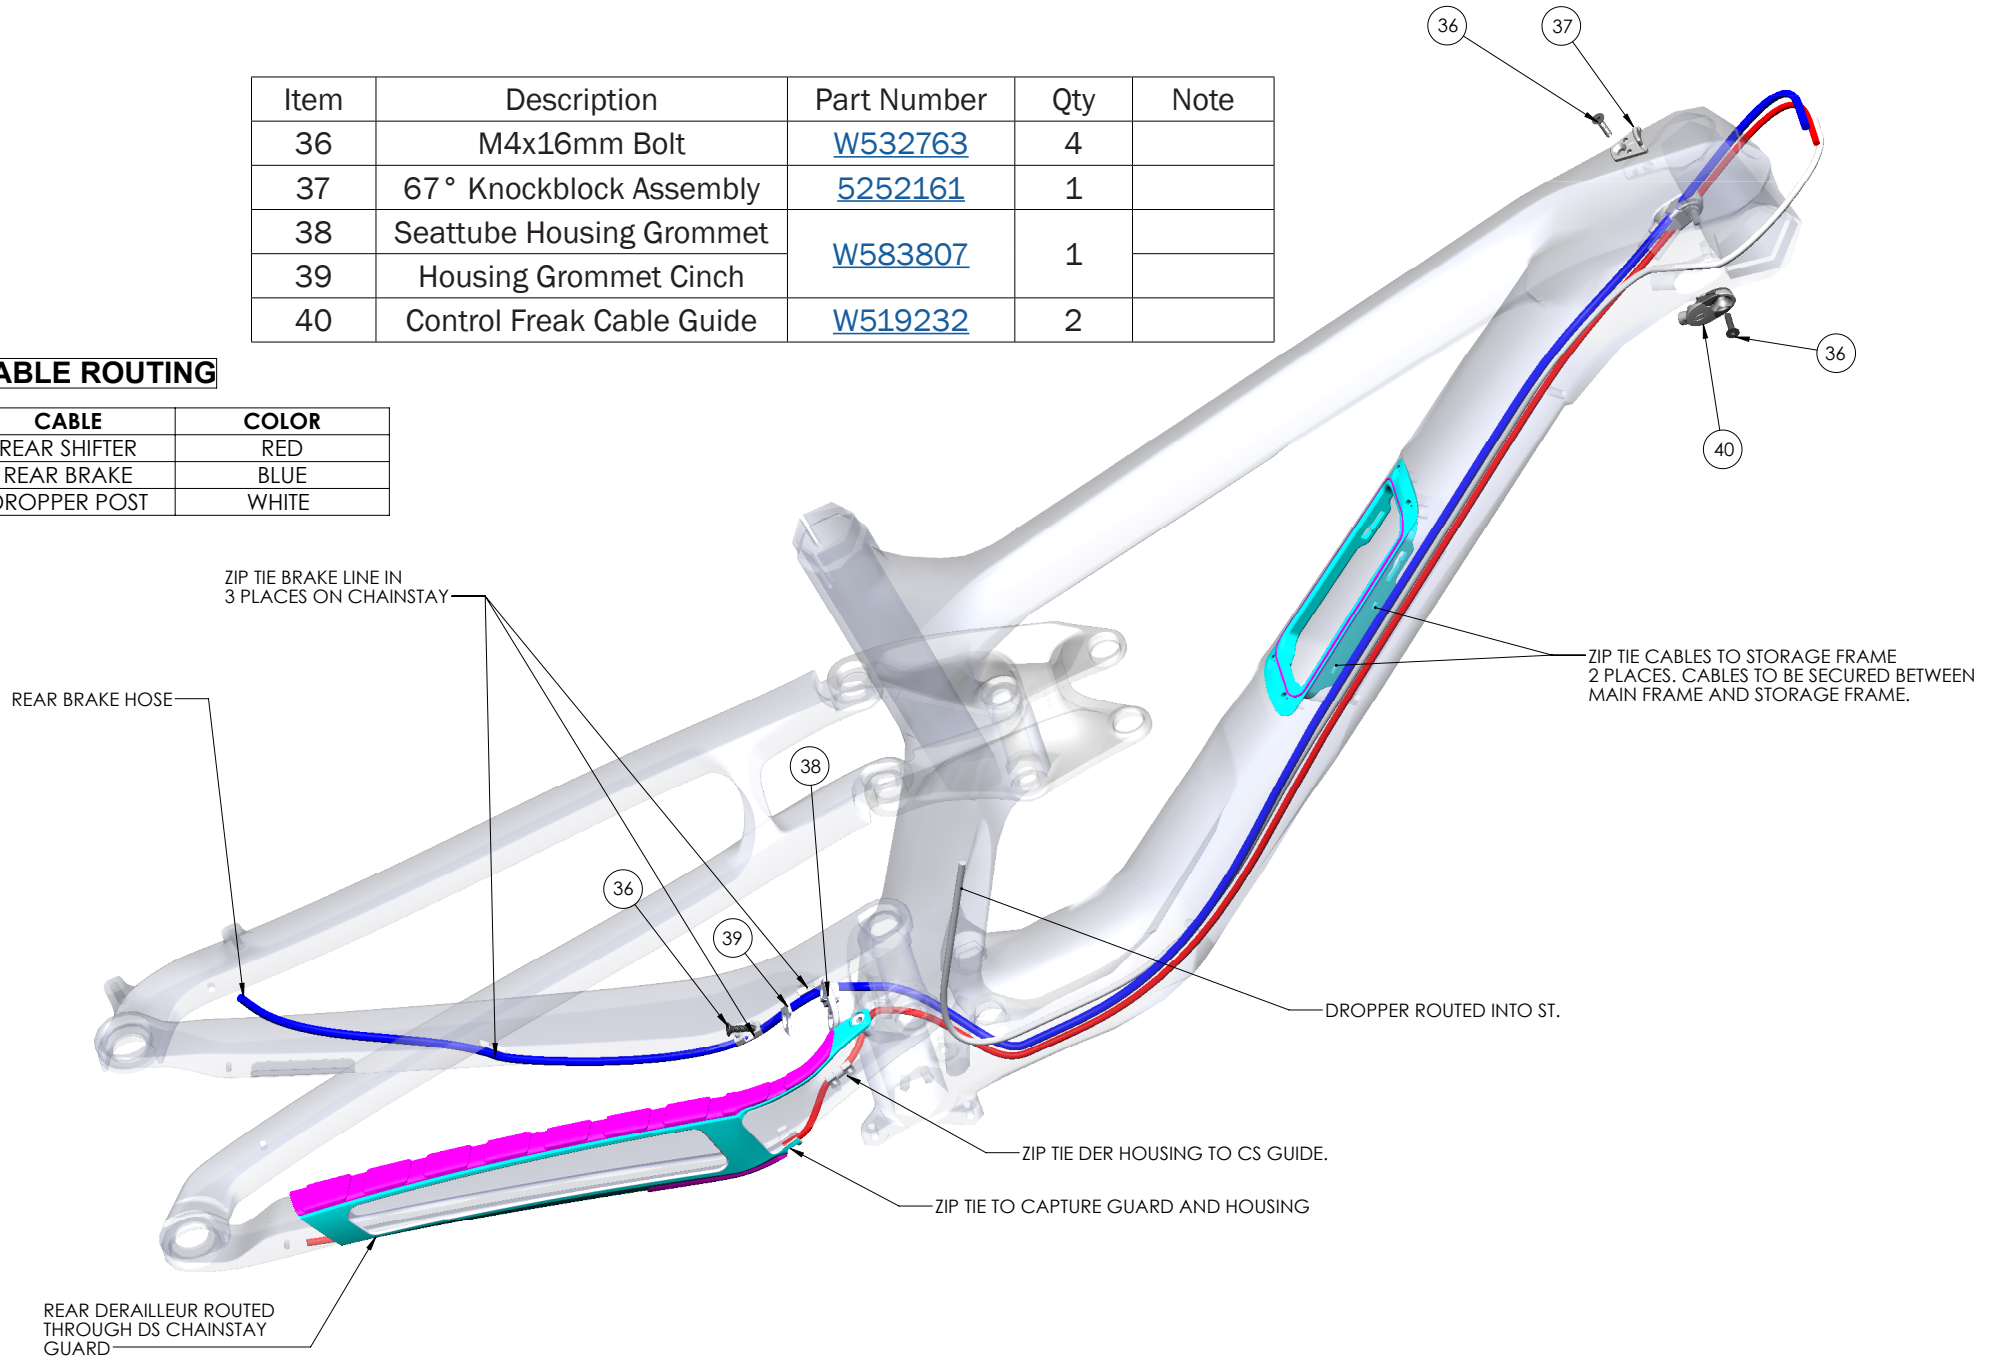 36
37
Item Description Part Number Qty Note
36 M4x16mm Bolt W532763 4
37 67° Knockblock Assembly 5252161 1
38 Seattube Housing Grommet W583807 1
39 Housing Grommet Cinch
40 Control Freak Cable Guide W519232 2
36
40
ABLE ROUTING
CABLE COLOR
REAR SHIFTER RED
REAR BRAKE BLUE
DROPPER POST WHITE
ZIP TIE BRAKE LINE IN
3 PLACES ON CHAINSTAY
ZIP TIE CABLES TO STORAGE FRAME
2 PLACES. CABLES TO BE SECURED BETWEEN
MAIN FRAME AND STORAGE FRAME.
REAR BRAKE HOSE
38
36
39
DROPPER ROUTED INTO ST.
ZIP TIE DER HOUSING TO CS GUIDE.
ZIP TIE TO CAPTURE GUARD AND HOUSING
REAR DERAILLEUR ROUTED
THROUGH DS CHAINSTAY
GUARD